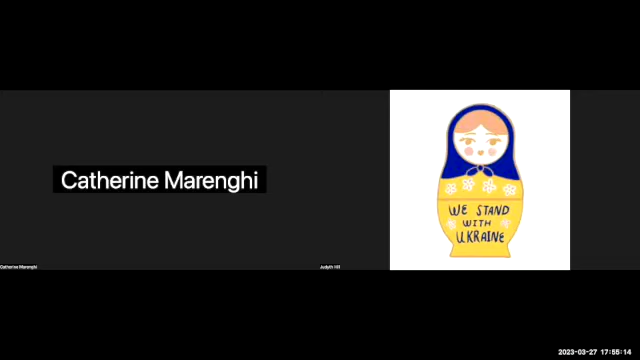 Catherine Marenghi
WE STAND
WITH
UKRAINE
Catherine Marenghi
Judyth Hill
2023-03-27 17:55:14